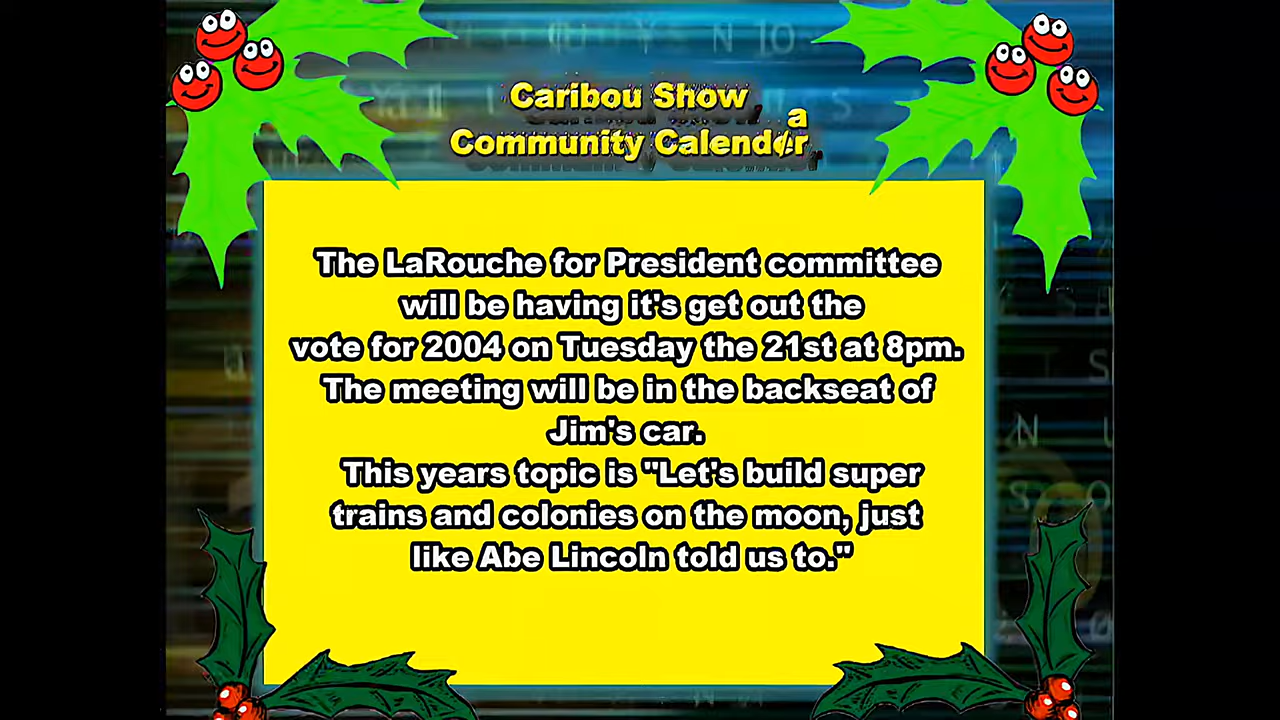 Caribou Show
a
Community Calender
The LaRouche for President committee
will be having it's get out the
vote for 2004 on Tuesday the 21st at 8pm.
The meeting will be in the backseat of
Jim's car.
This years topic is "Let's build super
trains and colonies on the moon, just
like Abe Lincoln told us to."